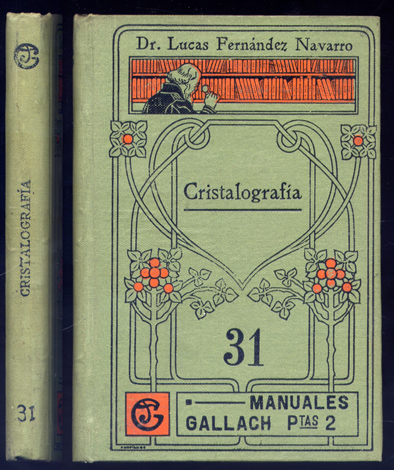 CRISTALOGRAFÍA
31
Dr. Lucas Fernández Navarro
Cristalografía
31
MANUALES
GALLACH PTAS 2